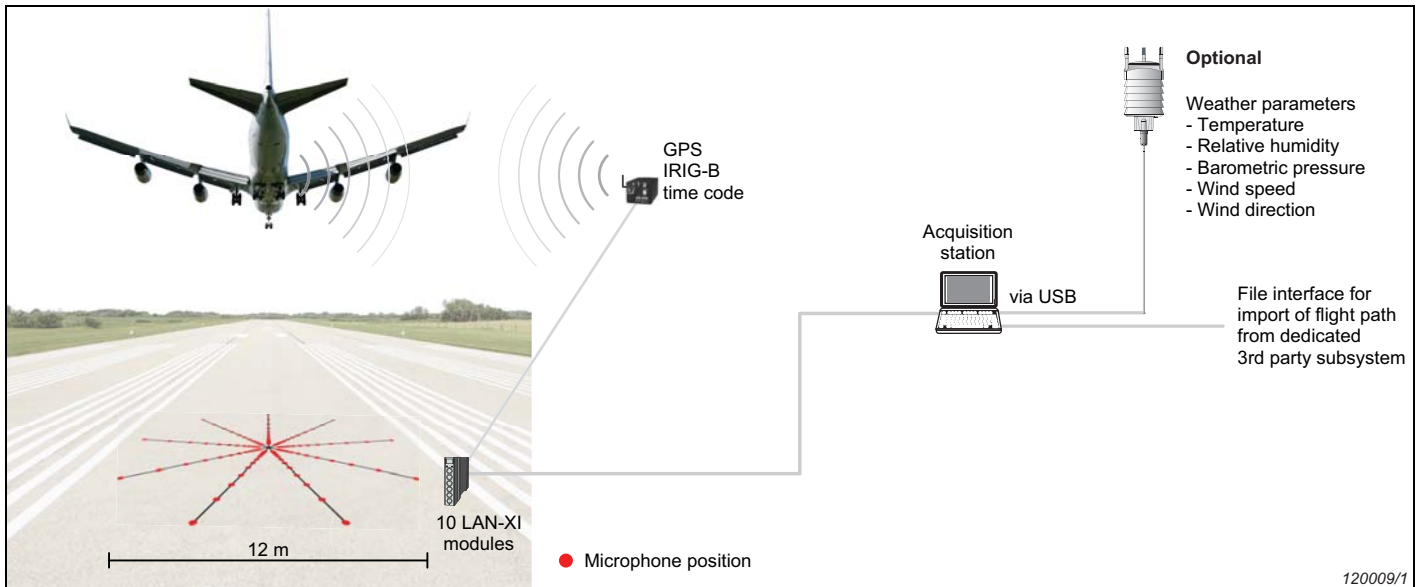 Optional
Weather parameters
- Temperature
- Relative humidity
- Barometric pressure
- Wind speed
- Wind direction
GPS
IRIG-B
time code
Acquisition
station
via USB
File interface for
import of flight path
from dedicated
3rd party subsystem
10 LAN-XI
modules
12 m
Microphone position
120009/1